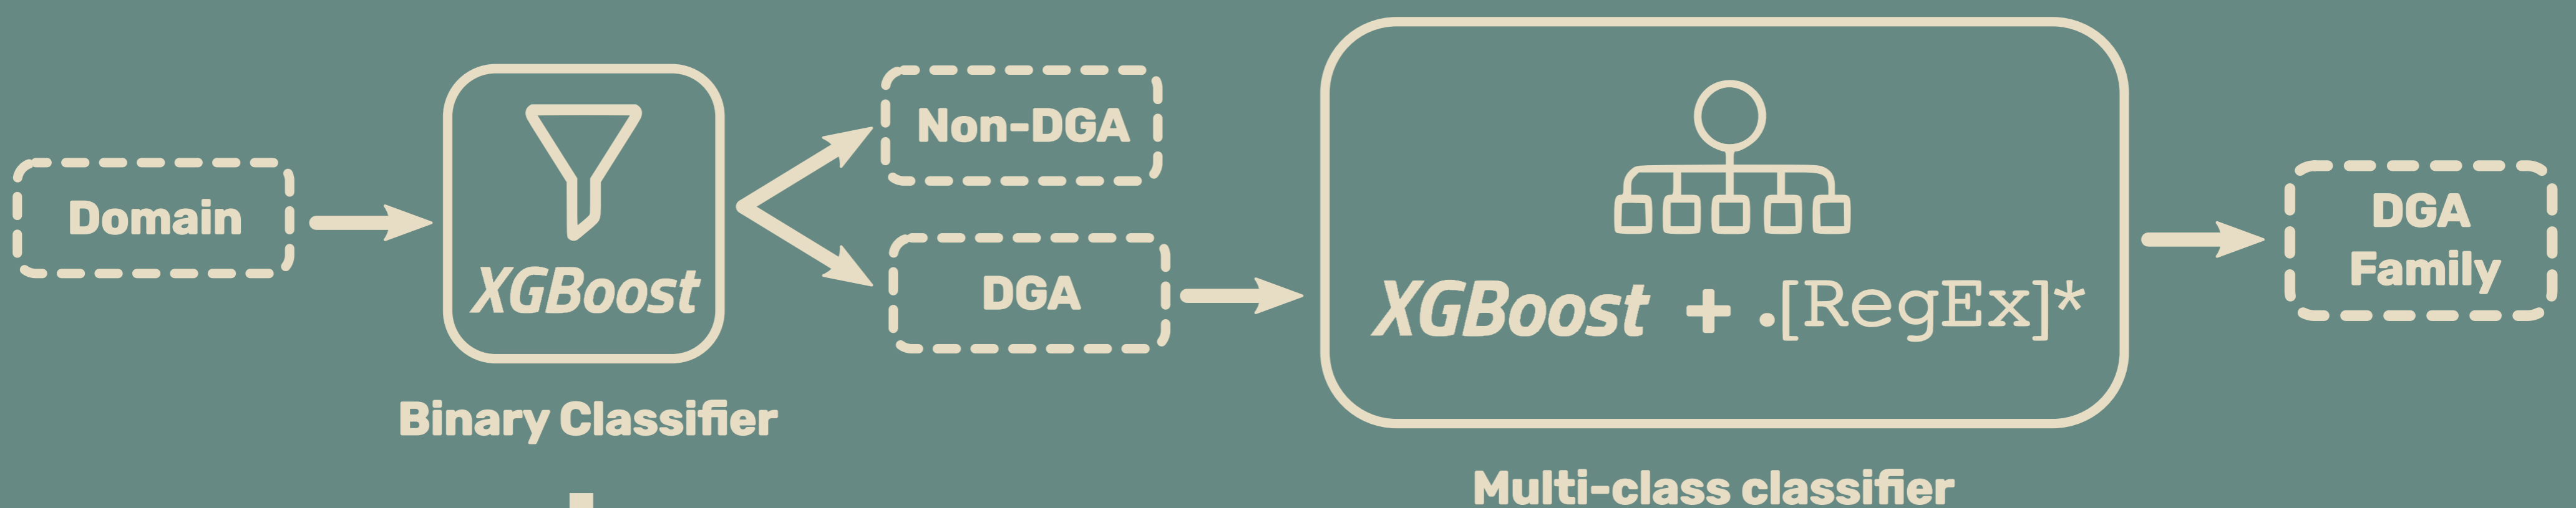 Domain
XGBoost
Binary Classifier
Non-DGA
DGA
XGBoost + .[RegEx]*
Multi-class classifier
DGA
Family